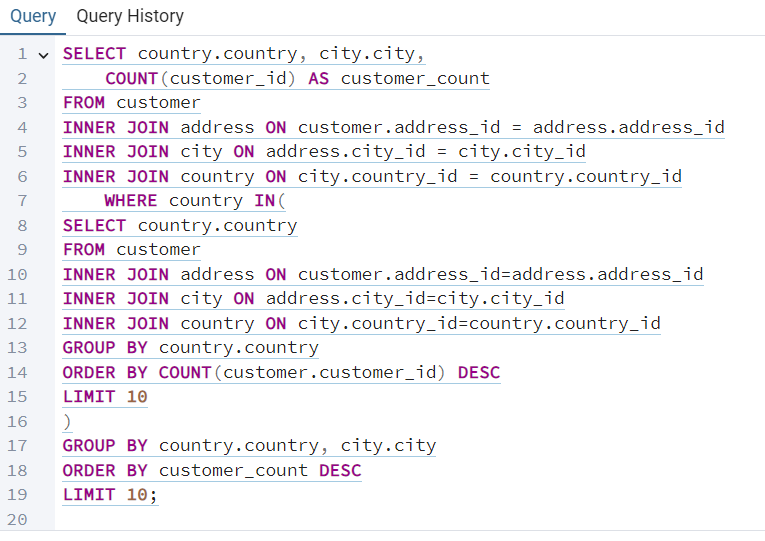 Query Query History
1 SELECT country.country, city.city,
2 COUNT(customer_id) AS customer_count
3 FROM customer
4 INNER JOIN address ON customer.address_id = address.address_id
5 INNER JOIN city ON address.city_id = city.city_id
6 INNER JOIN country ON city.country_id = country.country_id
7 WHERE country IN(
8 SELECT country.country
9 FROM customer
10 INNER JOIN address ON customer.address_id=address.address_id
11 INNER JOIN city ON address.city_id=city.city_id
12 INNER JOIN country ON city.country_id=country.country_id
13 GROUP BY country.country
14 ORDER BY COUNT(customer.customer_id) DESC
15 LIMIT 10
16 )
17 GROUP BY country.country, city.city
18 ORDER BY customer_count DESC
19 LIMIT 10;
20